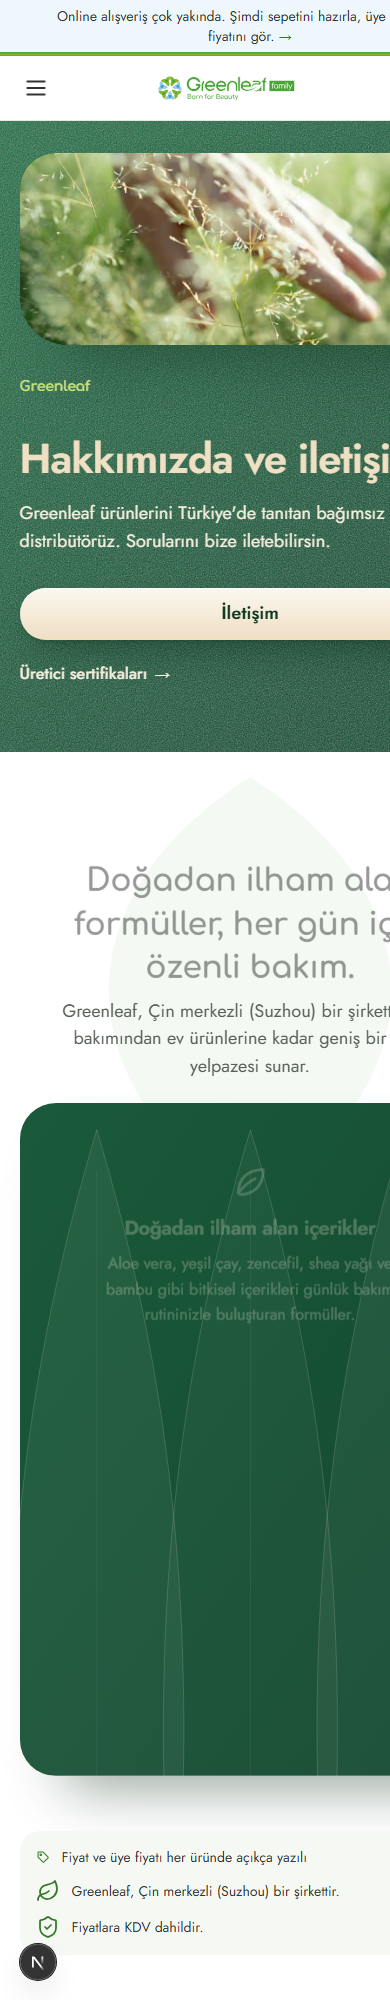 Online alışveriş çok yakında. Şimdi sepetini hazırla, üye
fiyatını gör. →
Greenleaf family
Born for Beauty
Greenleaf
Hakkımızda ve iletişi
Greenleaf ürünlerini Türkiye'de tanıtan bağımsız
distribütörüz. Sorularını bize iletebilirsin.
İletişim
Üretici sertifikaları →
Doğadan ilham ala
formüller, her gün iç
özenli bakım.
Greenleaf, Çin merkezli (Suzhou) bir şirkett
bakımından ev ürünlerine kadar geniş bir
yelpazesi sunar.
Doğadan ilham alan içerikler
Aloe vera, yeşil çay, zencefil, shea yağı ve
bambu gibi bitkisel içerikleri günlük bakım
rutininizle buluşturan formüller.
Fiyat ve üye fiyatı her üründe açıkça yazılı
Greenleaf, Çin merkezli (Suzhou) bir şirkettir.
Fiyatlara KDV dahildir.
N